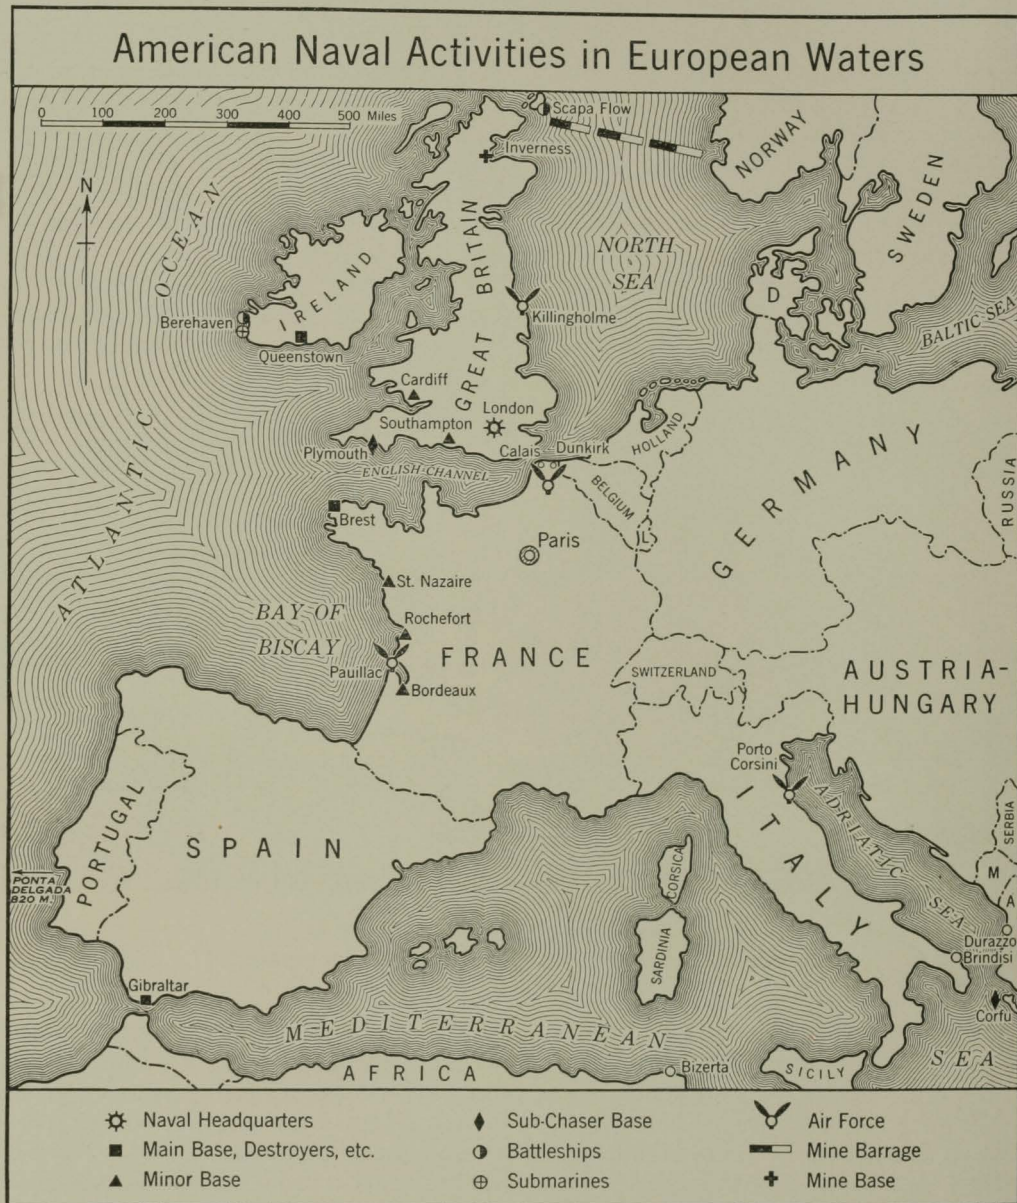 American Naval Activities in European Waters
0 100 200 300 400 500 Miles
Scapa Flow
Inverness
NORWAY
SWEDEN
N
OCEAN
ATLANTIC
GREAT BRITAIN
NORTH
SEA
IRELAND
D
Berehaven
Killingholme
BALTIC SEA
Queenstown
Cardiff
London
Southampton
HOLLAND
Plymouth
Calais
Dunkirk
ENGLISH CHANNEL
BELGIUM
GERMANY
RUSSIA
Brest
L
Paris
St. Nazaire
BAY OF
BISCAY
Rochefort
FRANCE
Pauillac
SWITZERLAND
AUSTRIA-
HUNGARY
Bordeaux
Porto
Corsini
ITALY
ADRIATIC
SEA
SERBIA
PORTUGAL
SPAIN
CORSICA
M
A
PONTA
DELGADA
820 M.
SARDINIA
Durazzo
Brindisi
Gibraltar
Corfu
MEDITERRANEAN
SEA
AFRICA
Bizerta
SICILY
Naval Headquarters
Main Base, Destroyers, etc.
Minor Base
Sub-Chaser Base
Battleships
Submarines
Air Force
Mine Barrage
Mine Base